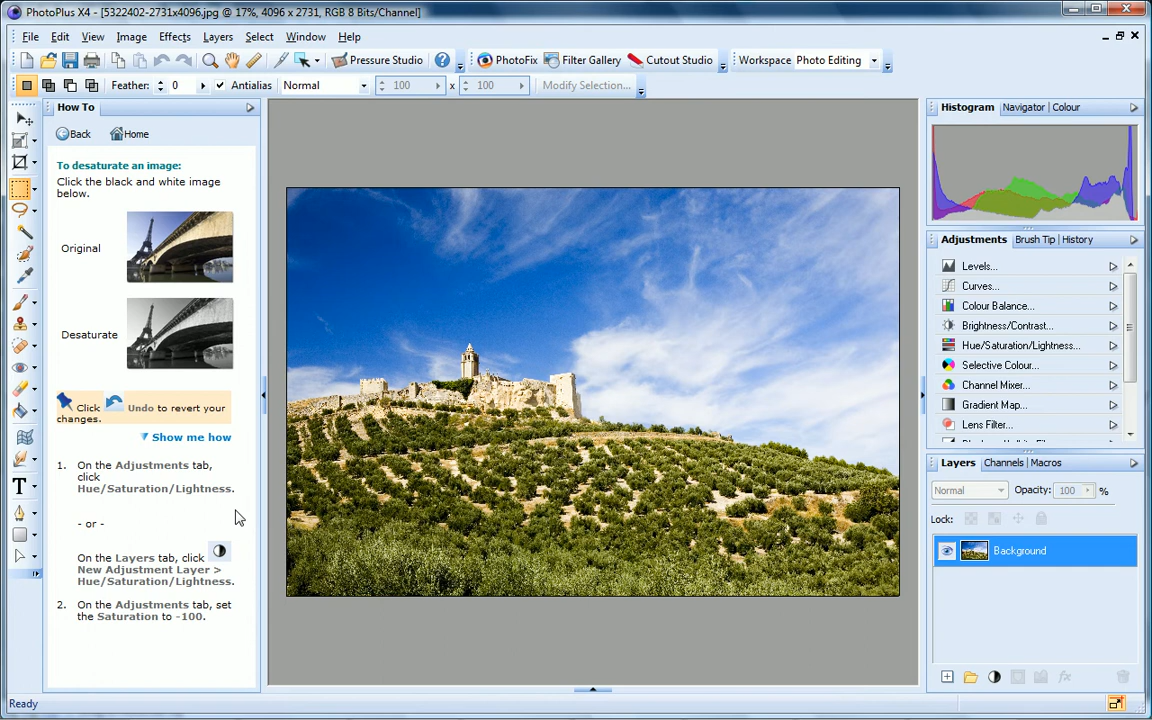 PhotoPlus X4 - [5322402-2731x4096.jpg @ 17%, 4096 x 2731, RGB 8 Bits/Channel]
File Edit View Image Effects Layers Select Window Help
Pressure Studio PhotoFix Filter Gallery Cutout Studio Workspace Photo Editing
Feather: 0 Antialias Normal 100 x 100 Modify Selection...
How To
Back Home
To desaturate an image:
Click the black and white image
below.
Original
Desaturate
Click Undo to revert your
changes.
Show me how
1. On the Adjustments tab,
click
Hue/Saturation/Lightness.
- or -
On the Layers tab, click
New Adjustment Layer >
Hue/Saturation/Lightness.
2. On the Adjustments tab, set
the Saturation to -100.
Histogram Navigator | Colour
Adjustments Brush Tip | History
Levels...
Curves...
Colour Balance...
Brightness/Contrast...
Hue/Saturation/Lightness...
Selective Colour...
Channel Mixer...
Gradient Map...
Lens Filter...
Layers Channels | Macros
Normal Opacity: 100 %
Lock:
Background
Ready